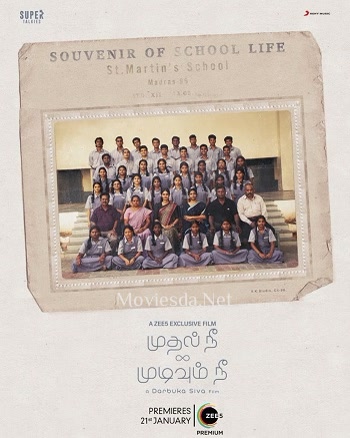 SUPER
TALKIES
SONY MUSIC
SOUVENIR OF SCHOOL LIFE
St.Martin's School
Moviesda.Net
A ZEE5 EXCLUSIVE FILM
முதல் நீ
முடிவும் நீ
a Darbuka Siva film
PREMIERES
21ST JANUARY
ZEE5
PREMIUM